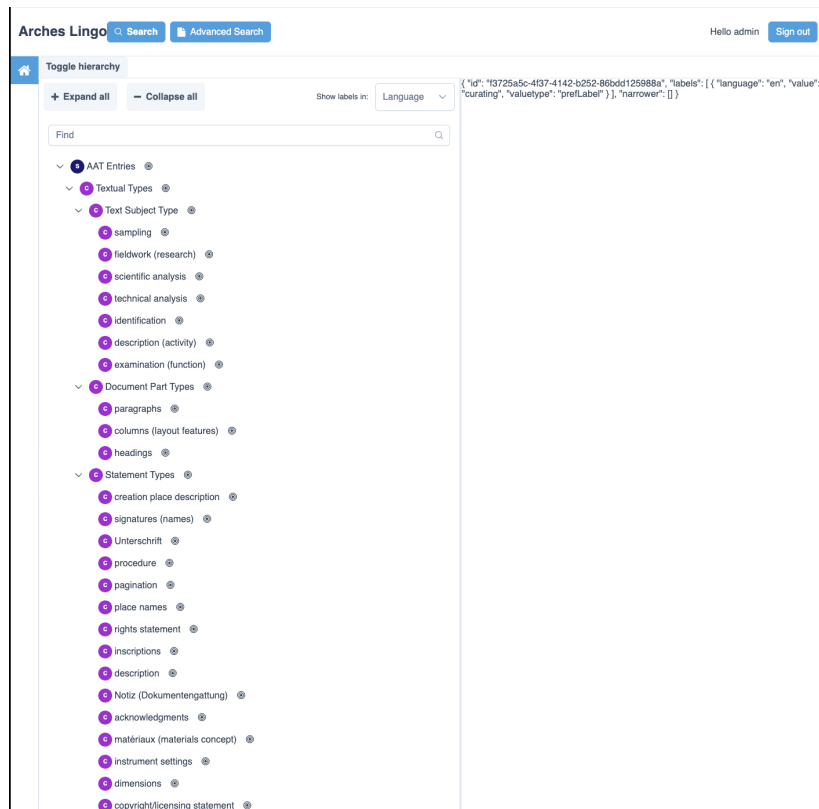 Arches Lingo Search Advanced Search Hello admin Sign out
Toggle hierarchy
+ Expand all − Collapse all Show labels in: Language
{ "id": "f3725a5c-4f37-4142-b252-86bdd125988a", "labels": [ { "language": "en", "value":
"curating", "valuetype": "prefLabel" } ], "narrower": [] }
Find
S AAT Entries
C Textual Types
C Text Subject Type
C sampling
C fieldwork (research)
C scientific analysis
C technical analysis
C identification
C description (activity)
C examination (function)
C Document Part Types
C paragraphs
C columns (layout features)
C headings
C Statement Types
C creation place description
C signatures (names)
C Unterschrift
C procedure
C pagination
C place names
C rights statement
C inscriptions
C description
C Notiz (Dokumentengattung)
C acknowledgments
C matériaux (materials concept)
C instrument settings
C dimensions
C copyright/licensing statement